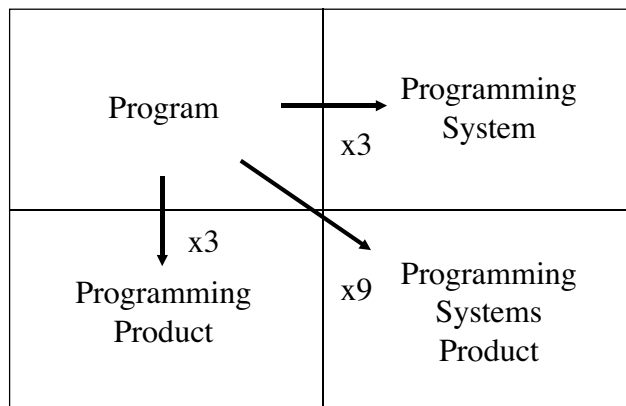 Program
Programming
System
x3
x3
Programming
Product
x9
Programming
Systems
Product